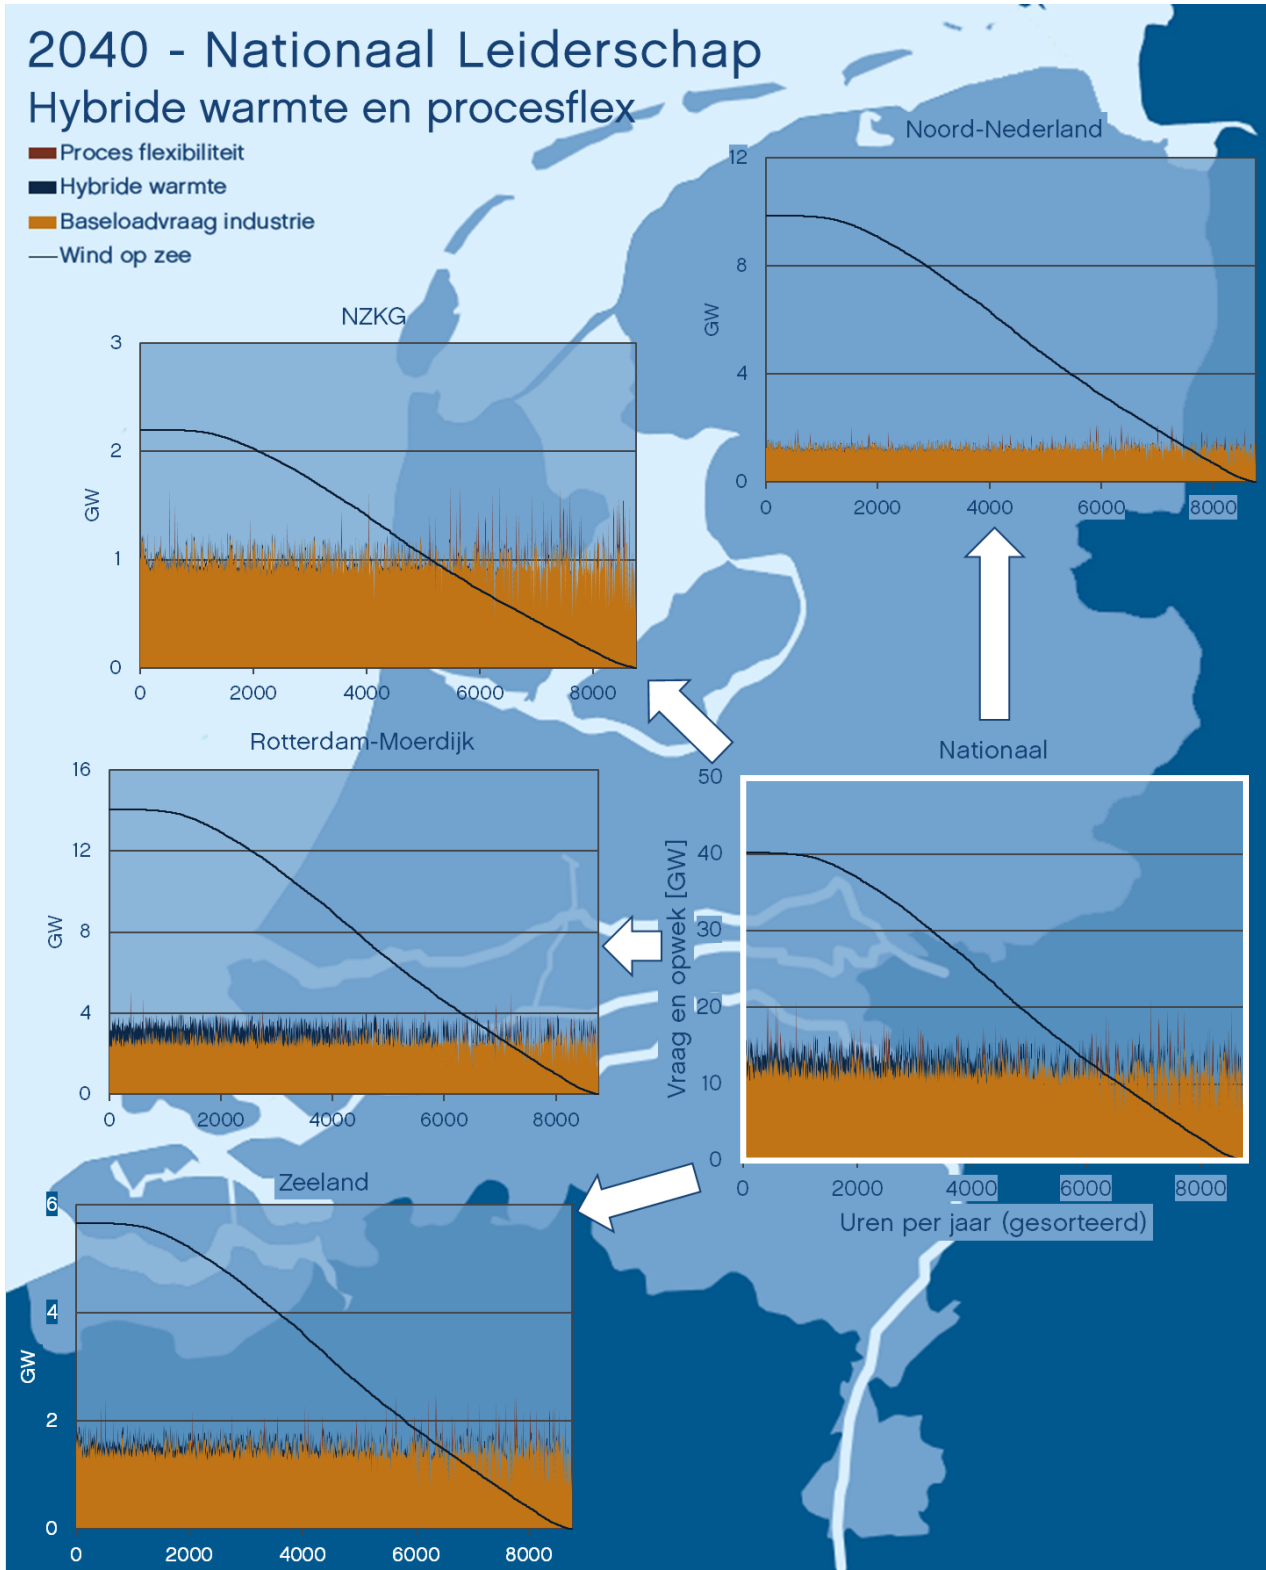 2040 - Nationaal Leiderschap
Hybride warmte en procesflex
Proces flexibiliteit
Hybride warmte
Baseloadvraag industrie
Wind op zee
Noord-Nederland
12
8
4
0
GW
0 2000 4000 6000 8000
NZKG
3
2
1
0
GW
0 2000 4000 6000 8000
Rotterdam-Moerdijk
16
12
8
4
0
GW
0 2000 4000 6000 8000
Nationaal
50
40
30
20
10
0
Vraag en opwek [GW]
0 2000 4000 6000 8000
Uren per jaar (gesorteerd)
Zeeland
6
4
2
0
GW
0 2000 4000 6000 8000